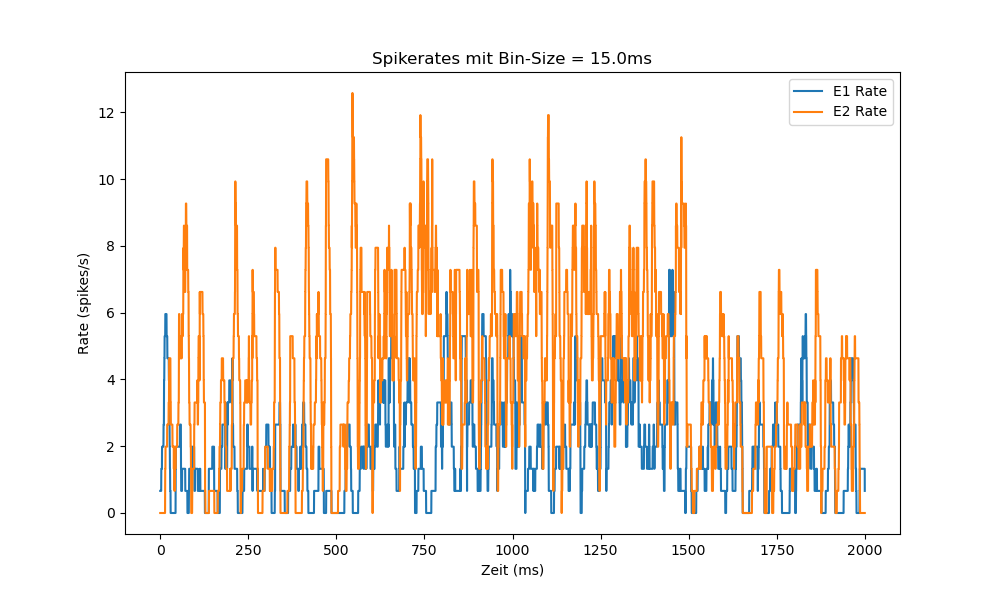 Spikerates mit Bin-Size = 15.0ms
E1 Rate
E2 Rate
Rate (spikes/s)
12
10
8
6
4
2
0
0 250 500 750 1000 1250 1500 1750 2000
Zeit (ms)